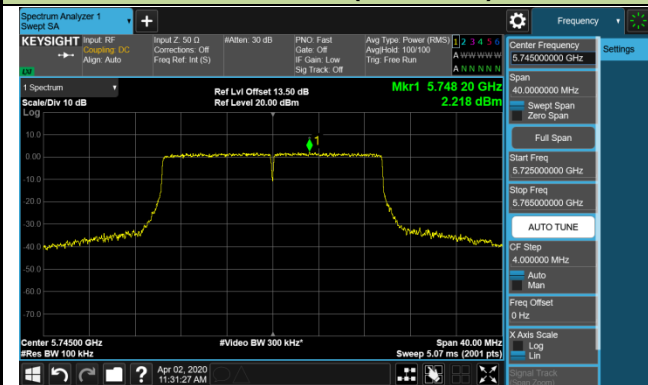 Spectrum Analyzer 1
Swept SA
+
Frequency
KEYSIGHT
Input: RF
Coupling: DC
Align: Auto
Input Z: 50 Ω
Corrections: Off
Freq Ref: Int (S)
#Atten: 30 dB
PNO: Fast
Gate: Off
IF Gain: Low
Sig Track: Off
Avg Type: Power (RMS)
Avg|Hold: 100/100
Trig: Free Run
1 2 3 4 5 6
A W W W W W
A N N N N N
LXI
1 Spectrum
Scale/Div 10 dB
Log
Ref Lvl Offset 13.50 dB
Ref Level 20.00 dBm
Mkr1 5.748 20 GHz
2.218 dBm
1
10.0
0.00
-10.0
-20.0
-30.0
-40.0
-50.0
-60.0
-70.0
Center 5.74500 GHz
#Res BW 100 kHz
#Video BW 300 kHz*
Span 40.00 MHz
Sweep 5.07 ms (2001 pts)
?
Apr 02, 2020
11:31:27 AM
Center Frequency
5.745000000 GHz
Span
40.0000000 MHz
Swept Span
Zero Span
Full Span
Start Freq
5.725000000 GHz
Stop Freq
5.765000000 GHz
AUTO TUNE
CF Step
4.000000 MHz
Auto
Man
Freq Offset
0 Hz
X Axis Scale
Log
Lin
Signal Track
(Span Zoom)
Settings